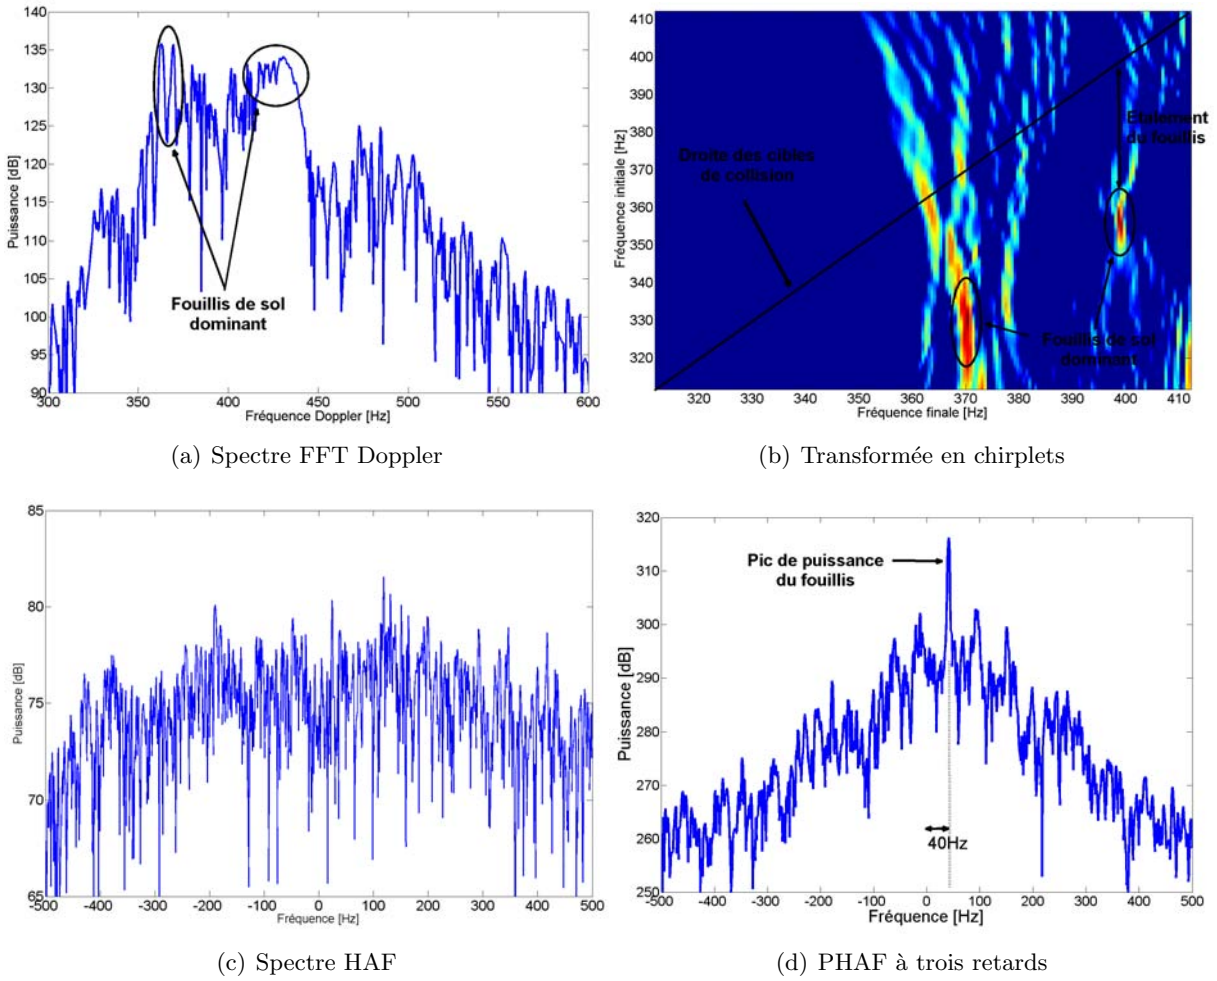 140
135
130
125
120
115
110
105
100
95
90
Puissance [dB]
300 350 400 450 500 550 600
Fréquence Doppler [Hz]
Fouillis de sol
dominant
(a) Spectre FFT Doppler
410
400
390
380
370
360
350
340
330
320
Fréquence initiale [Hz]
320 330 340 350 360 370 380 390 400 410
Fréquence finale [Hz]
Droite des cibles
de collision
Etalement
du fouillis
Fouillis de sol
dominant
(b) Transformée en chirplets
85
80
75
70
65
Puissance [dB]
-500 -400 -300 -200 -100 0 100 200 300 400 500
Fréquence [Hz]
(c) Spectre HAF
320
310
300
290
280
270
260
250
Puissance [dB]
-500 -400 -300 -200 -100 0 100 200 300 400 500
Fréquence [Hz]
Pic de puissance
du fouillis
40Hz
(d) PHAF à trois retards